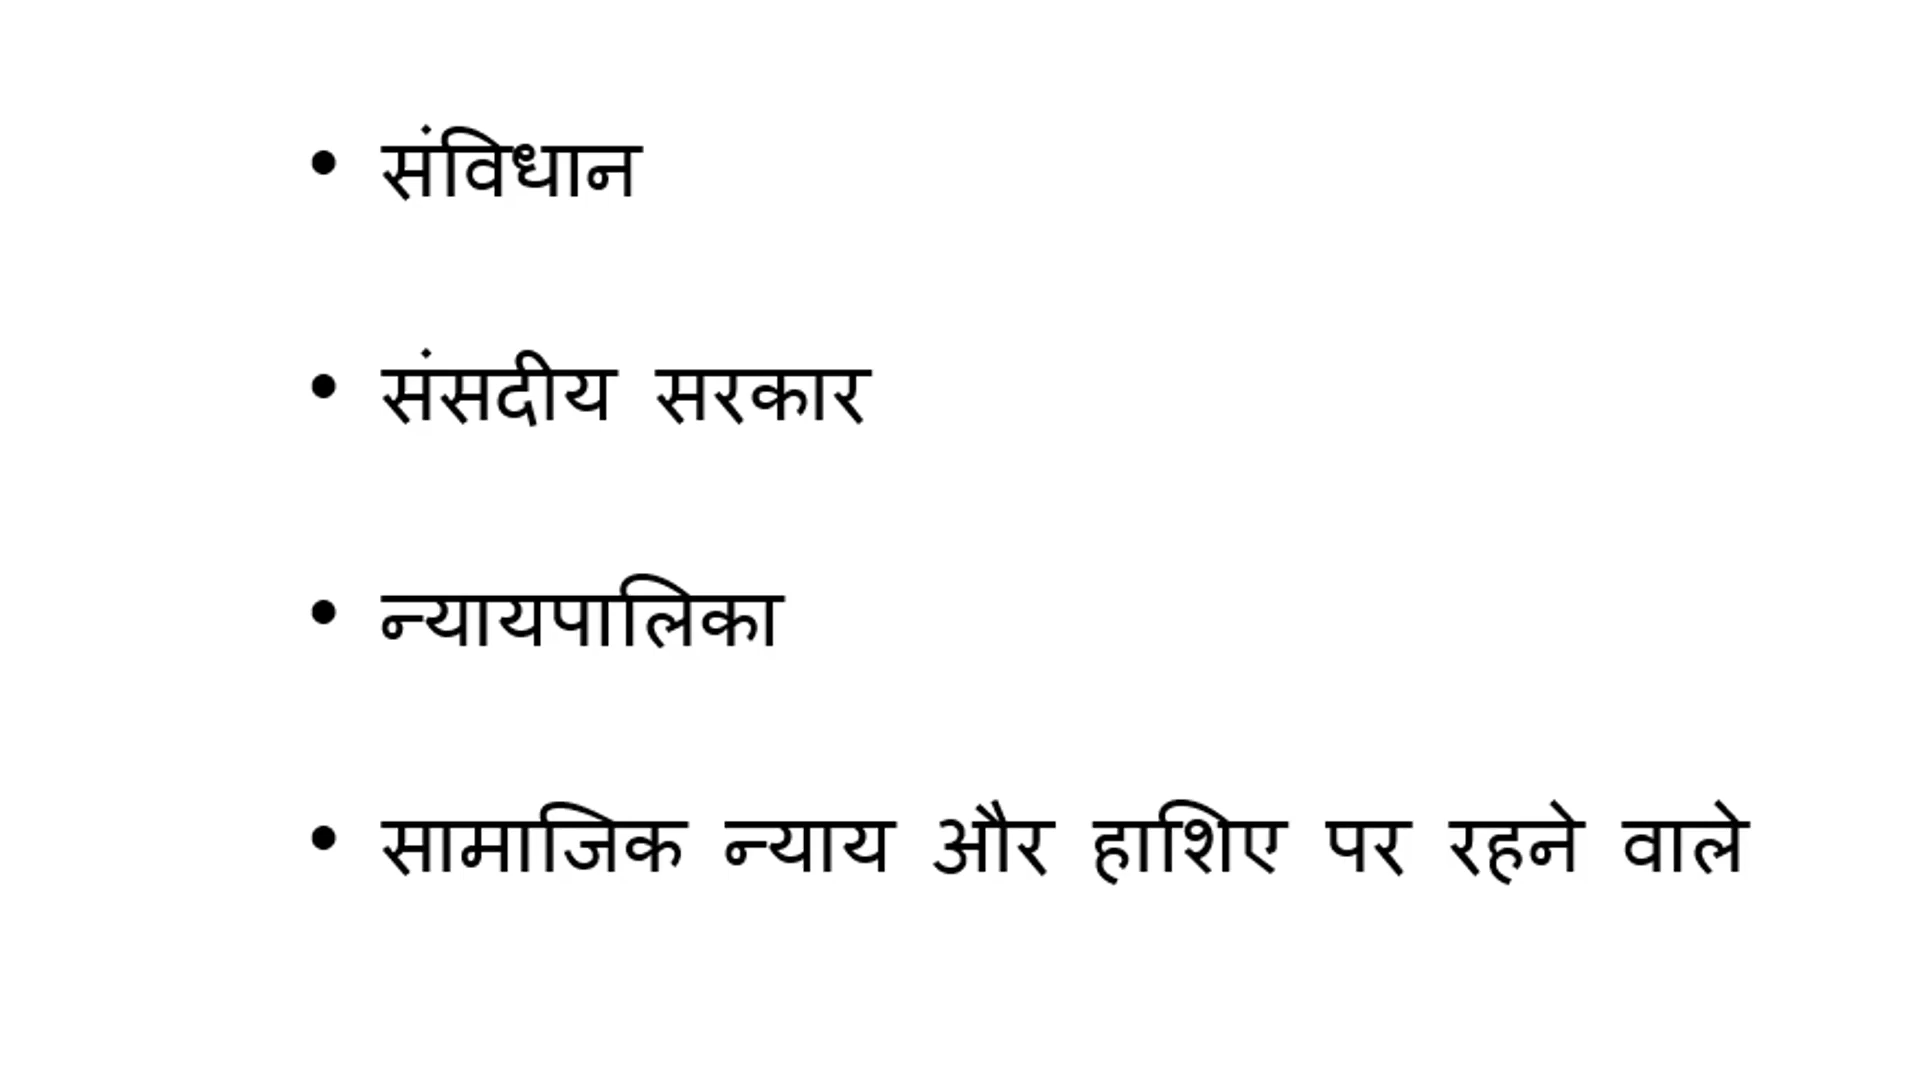 • संविधान
• संसदीय सरकार
• न्यायपालिका
• सामाजिक न्याय और हाशिए पर रहने वाले